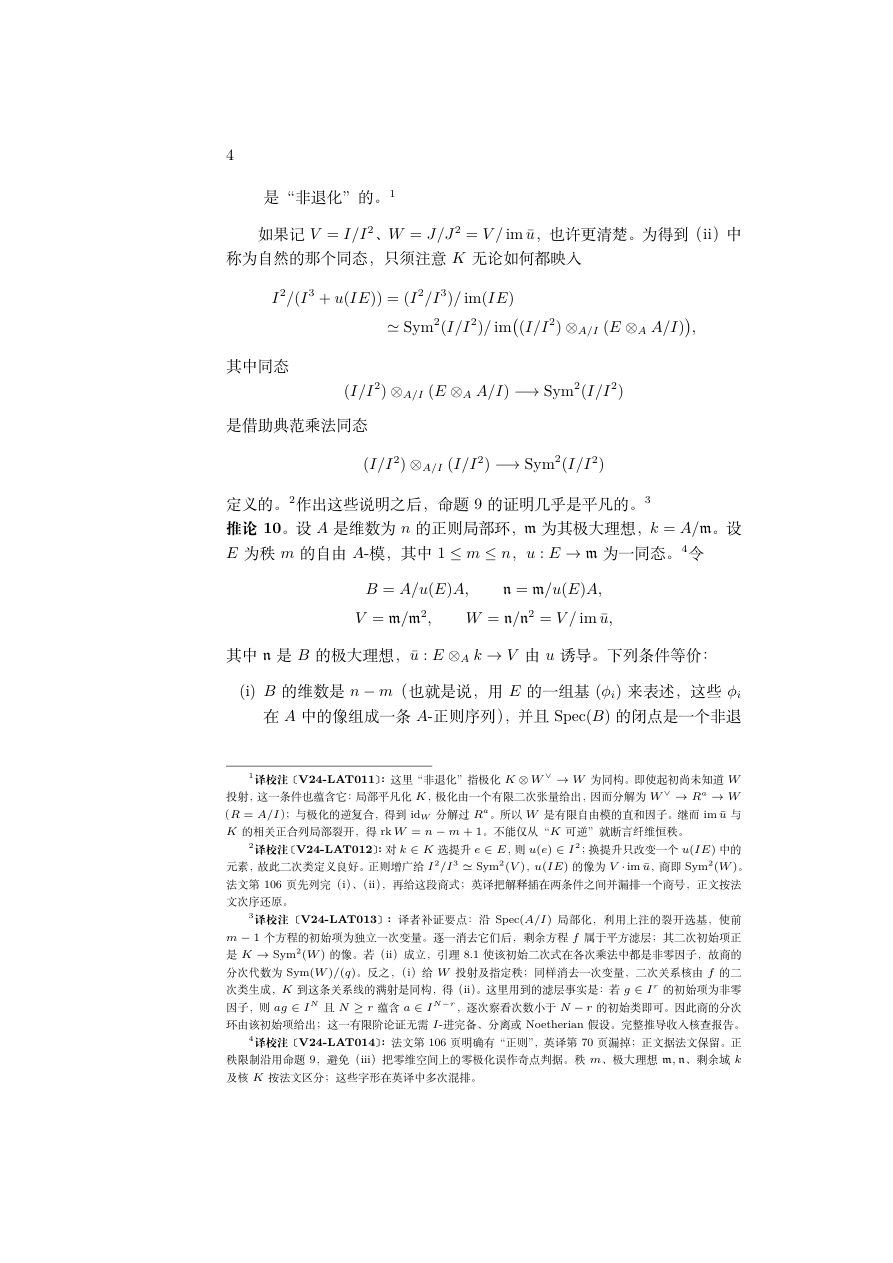 4
是 “非退化” 的。¹
如果记 V = I/I²、W = J/J² = V/ im ū，也许更清楚。为得到（ii）中
称为自然的那个同态，只须注意 K 无论如何都映入
I²/(I³ + u(IE)) = (I²/I³)/ im(IE)
≃ Sym²(I/I²)/ im((I/I²) ⊗_{A/I} (E ⊗_A A/I)),
其中同态
(I/I²) ⊗_{A/I} (E ⊗_A A/I) ⟶ Sym²(I/I²)
是借助典范乘法同态
(I/I²) ⊗_{A/I} (I/I²) ⟶ Sym²(I/I²)
定义的。²作出这些说明之后，命题 9 的证明几乎是平凡的。³
推论 10。设 A 是维数为 n 的正则局部环，𝔪 为其极大理想，k = A/𝔪。设
E 为秩 m 的自由 A-模，其中 1 ≤ m ≤ n，u : E → 𝔪 为一同态。⁴令
B = A/u(E)A, 𝔫 = 𝔪/u(E)A,
V = 𝔪/𝔪², W = 𝔫/𝔫² = V/ im ū,
其中 𝔫 是 B 的极大理想，ū : E ⊗_A k → V 由 u 诱导。下列条件等价：
(i) B 的维数是 n − m（也就是说，用 E 的一组基 (ϕ_i) 来表述，这些 ϕ_i
在 A 中的像组成一条 A-正则序列），并且 Spec(B) 的闭点是一个非退
¹译校注〔V24-LAT011〕：这里 “非退化” 指极化 K ⊗ W^∨ → W 为同构。即使起初尚未知道 W
投射，这一条件也蕴含它：局部平凡化 K，极化由一个有限二次张量给出，因而分解为 W^∨ → R^a → W
(R = A/I)；与极化的逆复合，得到 id_W 分解过 R^a。所以 W 是有限自由模的直和因子。继而 im ū 与
K 的相关正合列局部裂开，得 rk W = n − m + 1。不能仅从 “K 可逆” 就断言纤维恒秩。
²译校注〔V24-LAT012〕：对 k ∈ K 选提升 e ∈ E，则 u(e) ∈ I²；换提升只改变一个 u(IE) 中的
元素，故此二次类定义良好。正则增广给 I²/I³ ≃ Sym²(V)，u(IE) 的像为 V · im ū，商即 Sym²(W)。
法文第 106 页先列完（i）、（ii），再给这段商式；英译把解释插在两条件之间并漏排一个商号，正文按法
文次序还原。
³译校注〔V24-LAT013〕：译者补证要点：沿 Spec(A/I) 局部化，利用上注的裂开选基，使前
m − 1 个方程的初始项为独立一次变量。逐一消去它们后，剩余方程 f 属于平方滤层；其二次初始项正
是 K → Sym²(W) 的像。若（ii）成立，引理 8.1 使该初始二次式在各次乘法中都是非零因子，故商的
分次代数为 Sym(W)/(q)。反之，（i）给 W 投射及指定秩；同样消去一次变量，二次关系核由 f 的二
次类生成，K 到这条关系线的满射是同构，得（ii）。这里用到的滤层事实是：若 g ∈ I^r 的初始项为非零
因子，则 ag ∈ I^N 且 N ≥ r 蕴含 a ∈ I^{N−r}，逐次察看次数小于 N − r 的初始类即可。因此商的分次
环由该初始项给出；这一有限阶论证无需 I-进完备、分离或 Noetherian 假设。完整推导收入核查报告。
⁴译校注〔V24-LAT014〕：法文第 106 页明确有 “正则”，英译第 70 页漏掉；正文据法文保留。正
秩限制沿用命题 9，避免（iii）把零维空间上的零极化误作奇点判据。秩 m、极大理想 𝔪, 𝔫、剩余域 k
及核 K 按法文区分；这些字形在英译中多次混排。